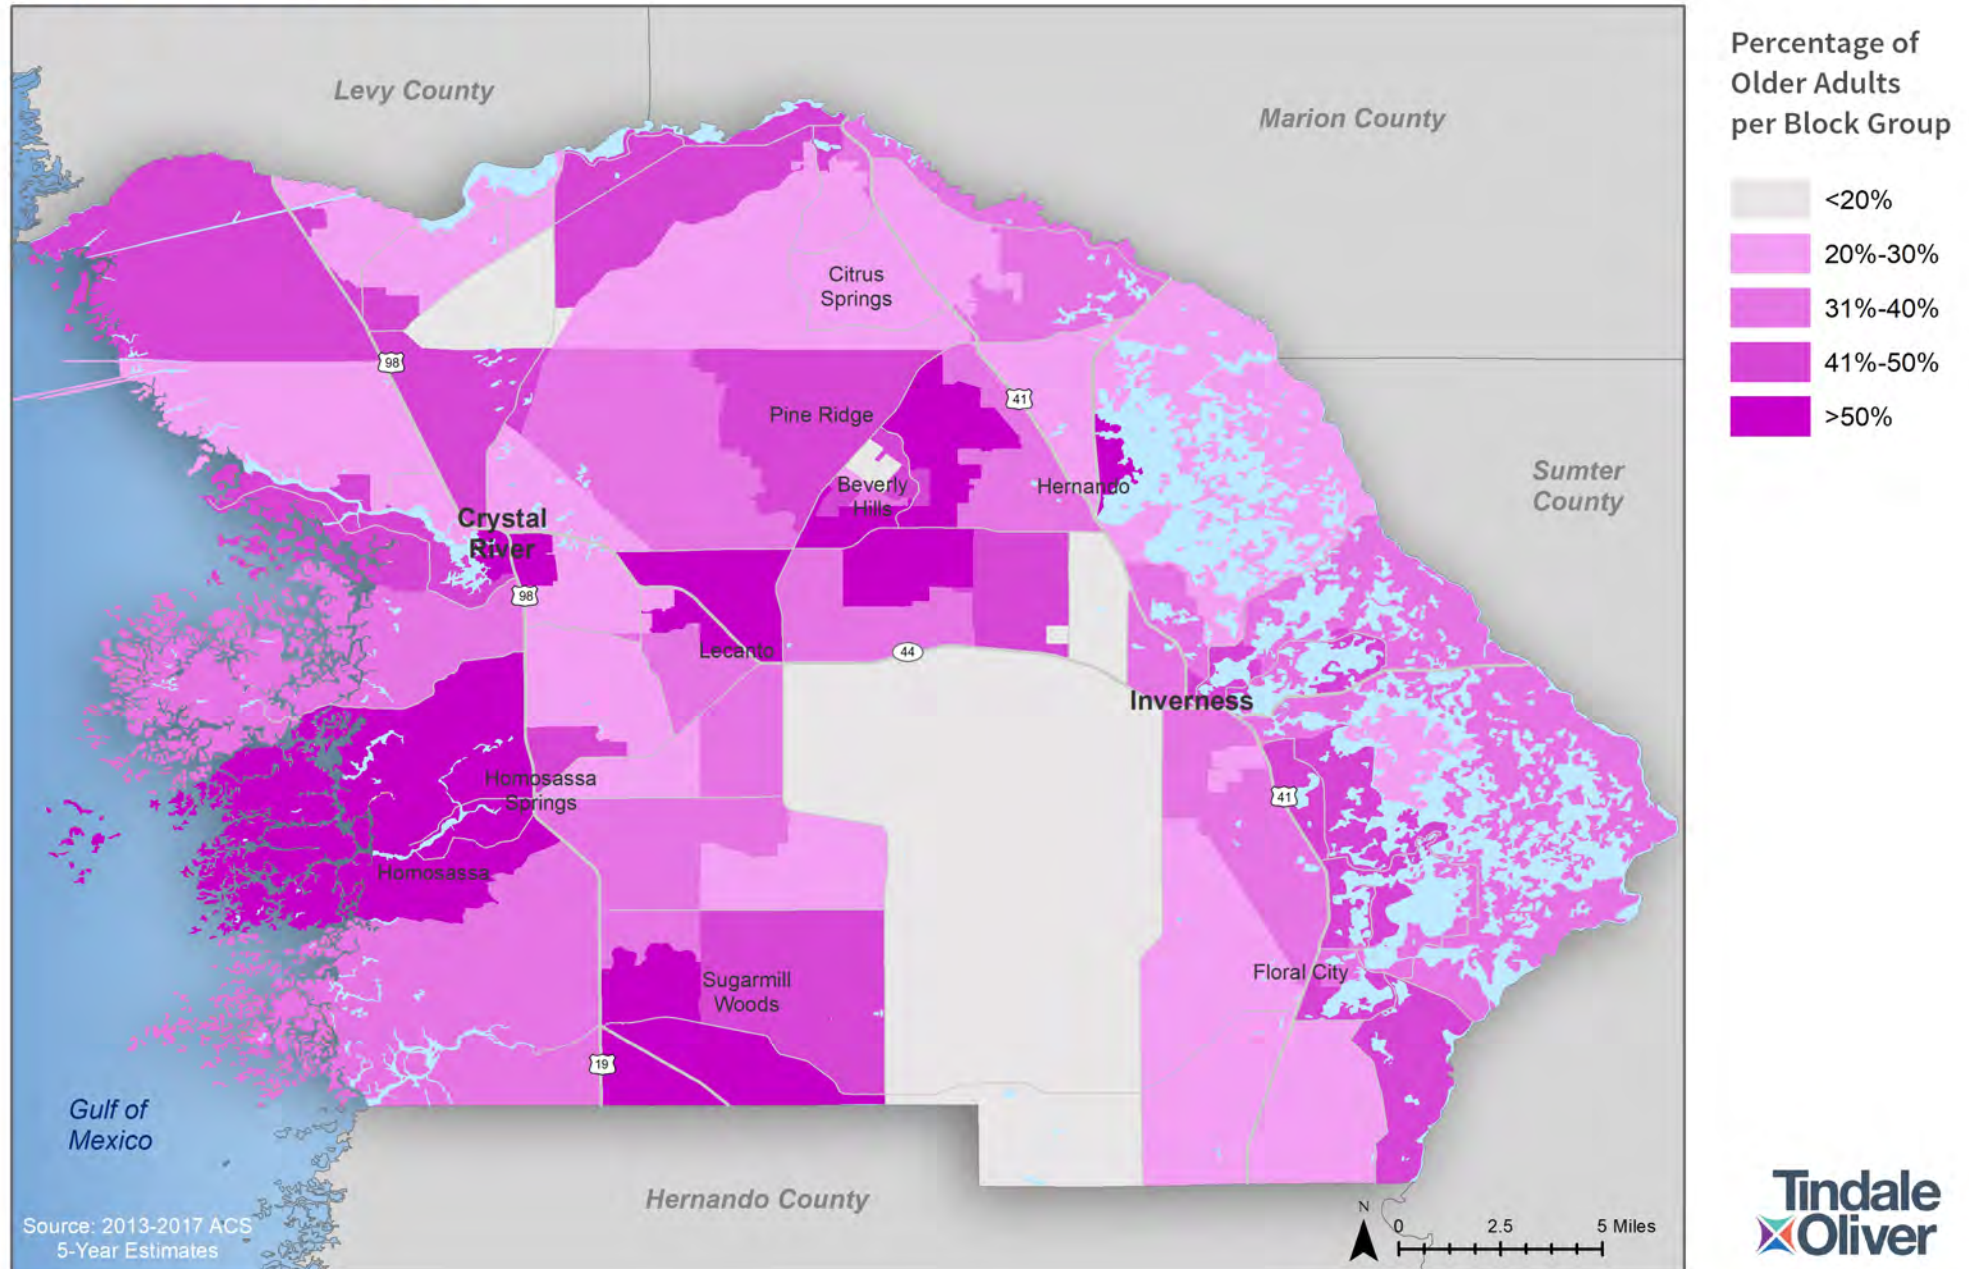 Levy County
Marion County
Percentage of
Older Adults
per Block Group
<20%
20%-30%
31%-40%
41%-50%
>50%
Citrus
Springs
98
41
Pine Ridge
Beverly
Hills
Hernando
Sumter
County
Crystal
River
98
Lecanto
44
Inverness
Homosassa
Springs
41
Homosassa
Floral City
Sugarmill
Woods
19
Gulf of
Mexico
Hernando County
Source: 2013-2017 ACS
5-Year Estimates
N
0 2.5 5 Miles
Tindale
Oliver